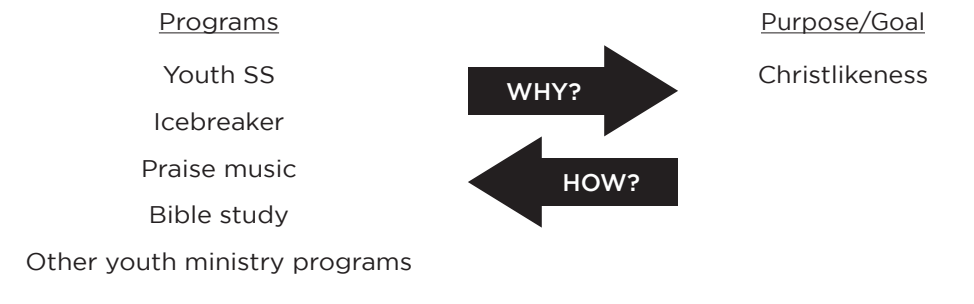 Programs
Youth SS
Icebreaker
Praise music
Bible study
Other youth ministry programs
WHY?
HOW?
Purpose/Goal
Christlikeness